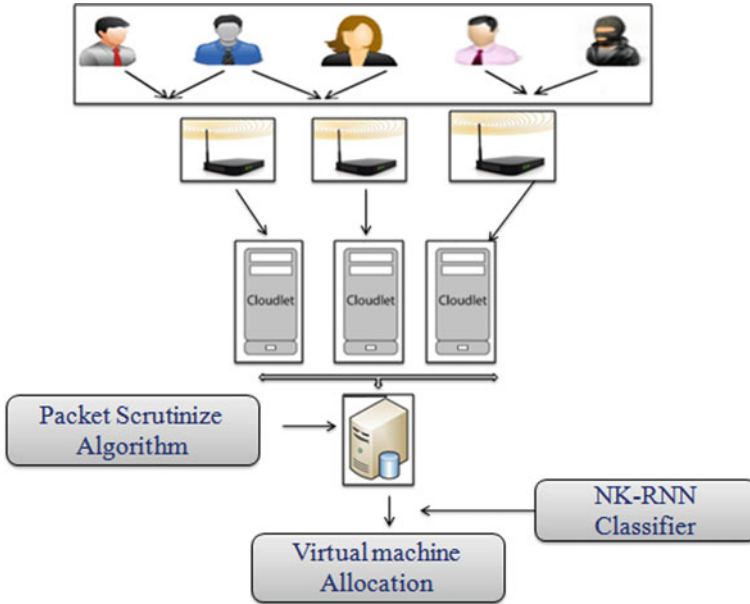 Cloudlet
Cloudlet
Cloudlet
Packet Scrutinize
Algorithm
NK-RNN
Classifier
Virtual machine
Allocation